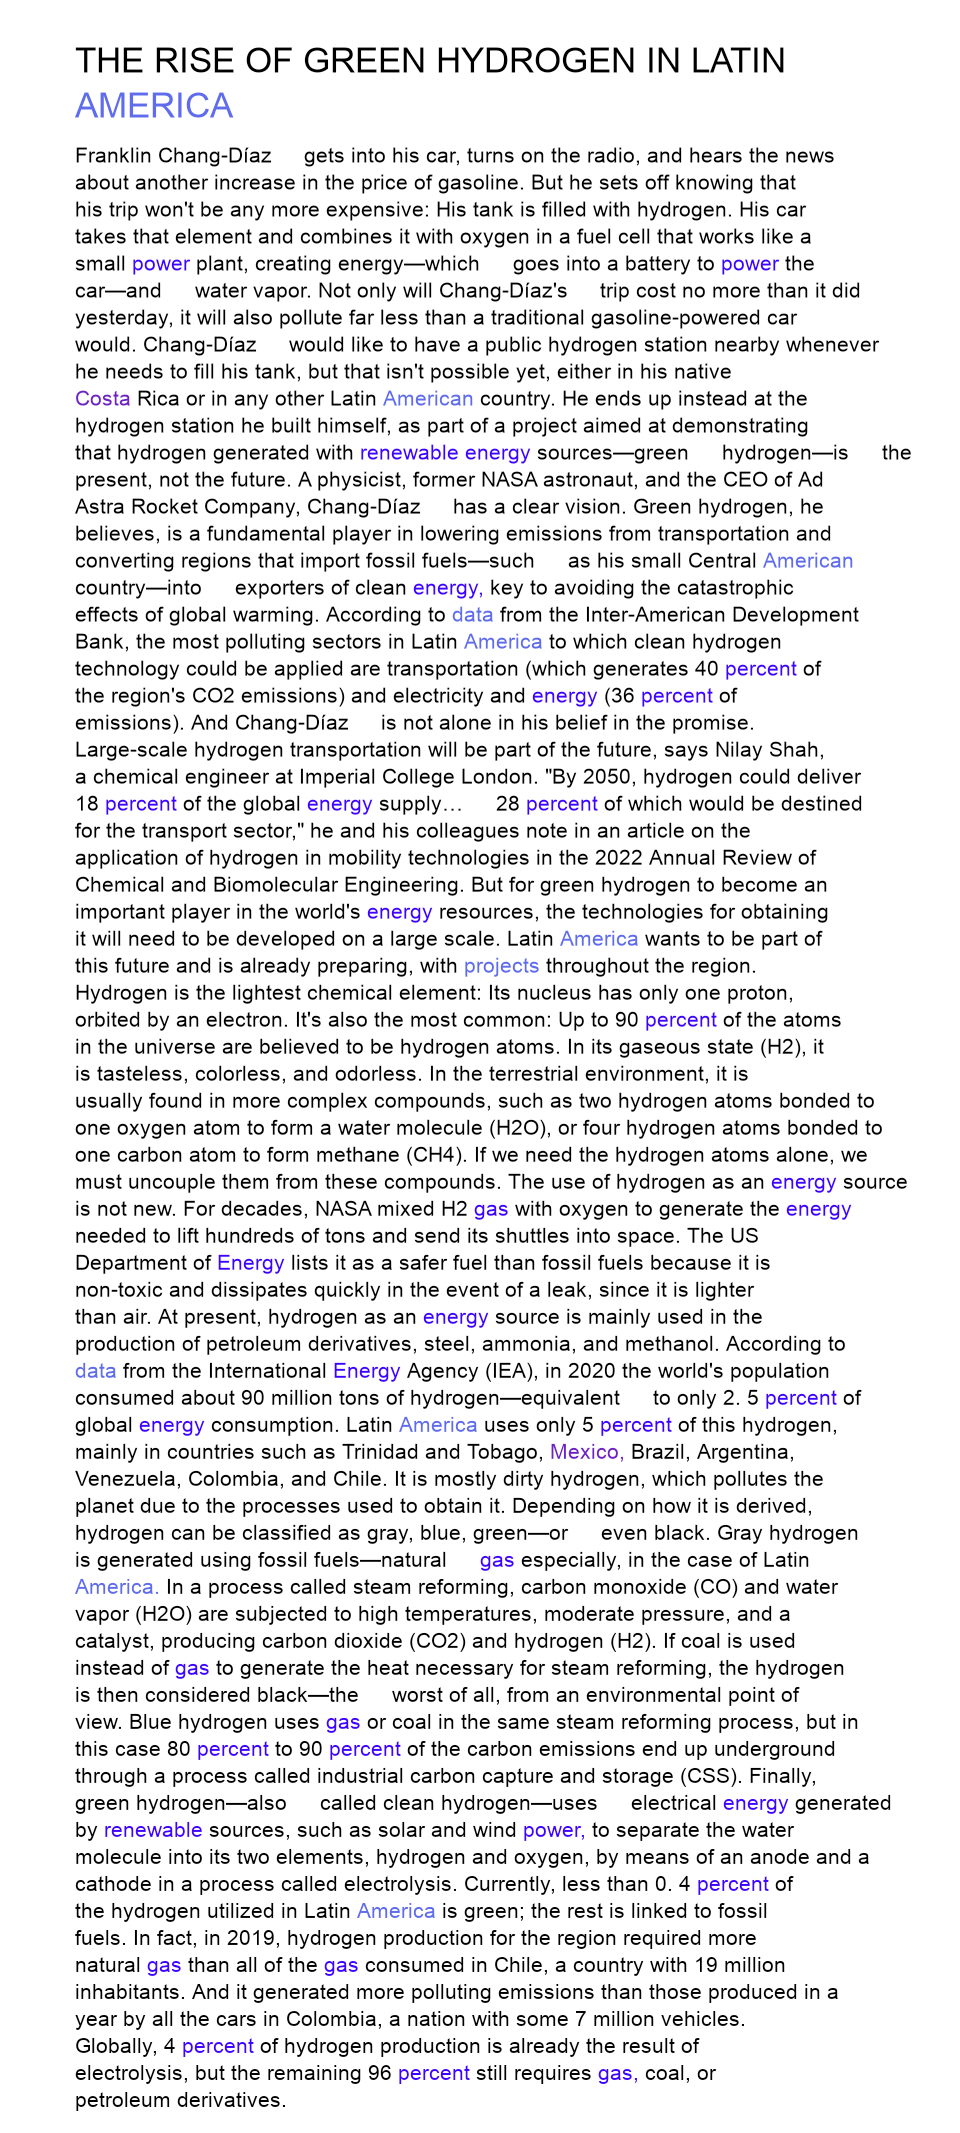 THE RISE OF GREEN HYDROGEN IN LATIN
AMERICA
Franklin Chang-Díaz gets into his car, turns on the radio, and hears the news
about another increase in the price of gasoline. But he sets off knowing that
his trip won't be any more expensive: His tank is filled with hydrogen. His car
takes that element and combines it with oxygen in a fuel cell that works like a
small power plant, creating energy—which goes into a battery to power the
car—and water vapor. Not only will Chang-Díaz's trip cost no more than it did
yesterday, it will also pollute far less than a traditional gasoline-powered car
would. Chang-Díaz would like to have a public hydrogen station nearby whenever
he needs to fill his tank, but that isn't possible yet, either in his native
Costa Rica or in any other Latin American country. He ends up instead at the
hydrogen station he built himself, as part of a project aimed at demonstrating
that hydrogen generated with renewable energy sources—green hydrogen—is the
present, not the future. A physicist, former NASA astronaut, and the CEO of Ad
Astra Rocket Company, Chang-Díaz has a clear vision. Green hydrogen, he
believes, is a fundamental player in lowering emissions from transportation and
converting regions that import fossil fuels—such as his small Central American
country—into exporters of clean energy, key to avoiding the catastrophic
effects of global warming. According to data from the Inter-American Development
Bank, the most polluting sectors in Latin America to which clean hydrogen
technology could be applied are transportation (which generates 40 percent of
the region's CO2 emissions) and electricity and energy (36 percent of
emissions). And Chang-Díaz is not alone in his belief in the promise.
Large-scale hydrogen transportation will be part of the future, says Nilay Shah,
a chemical engineer at Imperial College London. "By 2050, hydrogen could deliver
18 percent of the global energy supply… 28 percent of which would be destined
for the transport sector," he and his colleagues note in an article on the
application of hydrogen in mobility technologies in the 2022 Annual Review of
Chemical and Biomolecular Engineering. But for green hydrogen to become an
important player in the world's energy resources, the technologies for obtaining
it will need to be developed on a large scale. Latin America wants to be part of
this future and is already preparing, with projects throughout the region.
Hydrogen is the lightest chemical element: Its nucleus has only one proton,
orbited by an electron. It's also the most common: Up to 90 percent of the atoms
in the universe are believed to be hydrogen atoms. In its gaseous state (H2), it
is tasteless, colorless, and odorless. In the terrestrial environment, it is
usually found in more complex compounds, such as two hydrogen atoms bonded to
one oxygen atom to form a water molecule (H2O), or four hydrogen atoms bonded to
one carbon atom to form methane (CH4). If we need the hydrogen atoms alone, we
must uncouple them from these compounds. The use of hydrogen as an energy source
is not new. For decades, NASA mixed H2 gas with oxygen to generate the energy
needed to lift hundreds of tons and send its shuttles into space. The US
Department of Energy lists it as a safer fuel than fossil fuels because it is
non-toxic and dissipates quickly in the event of a leak, since it is lighter
than air. At present, hydrogen as an energy source is mainly used in the
production of petroleum derivatives, steel, ammonia, and methanol. According to
data from the International Energy Agency (IEA), in 2020 the world's population
consumed about 90 million tons of hydrogen—equivalent to only 2. 5 percent of
global energy consumption. Latin America uses only 5 percent of this hydrogen,
mainly in countries such as Trinidad and Tobago, Mexico, Brazil, Argentina,
Venezuela, Colombia, and Chile. It is mostly dirty hydrogen, which pollutes the
planet due to the processes used to obtain it. Depending on how it is derived,
hydrogen can be classified as gray, blue, green—or even black. Gray hydrogen
is generated using fossil fuels—natural gas especially, in the case of Latin
America. In a process called steam reforming, carbon monoxide (CO) and water
vapor (H2O) are subjected to high temperatures, moderate pressure, and a
catalyst, producing carbon dioxide (CO2) and hydrogen (H2). If coal is used
instead of gas to generate the heat necessary for steam reforming, the hydrogen
is then considered black—the worst of all, from an environmental point of
view. Blue hydrogen uses gas or coal in the same steam reforming process, but in
this case 80 percent to 90 percent of the carbon emissions end up underground
through a process called industrial carbon capture and storage (CSS). Finally,
green hydrogen—also called clean hydrogen—uses electrical energy generated
by renewable sources, such as solar and wind power, to separate the water
molecule into its two elements, hydrogen and oxygen, by means of an anode and a
cathode in a process called electrolysis. Currently, less than 0. 4 percent of
the hydrogen utilized in Latin America is green; the rest is linked to fossil
fuels. In fact, in 2019, hydrogen production for the region required more
natural gas than all of the gas consumed in Chile, a country with 19 million
inhabitants. And it generated more polluting emissions than those produced in a
year by all the cars in Colombia, a nation with some 7 million vehicles.
Globally, 4 percent of hydrogen production is already the result of
electrolysis, but the remaining 96 percent still requires gas, coal, or
petroleum derivatives.